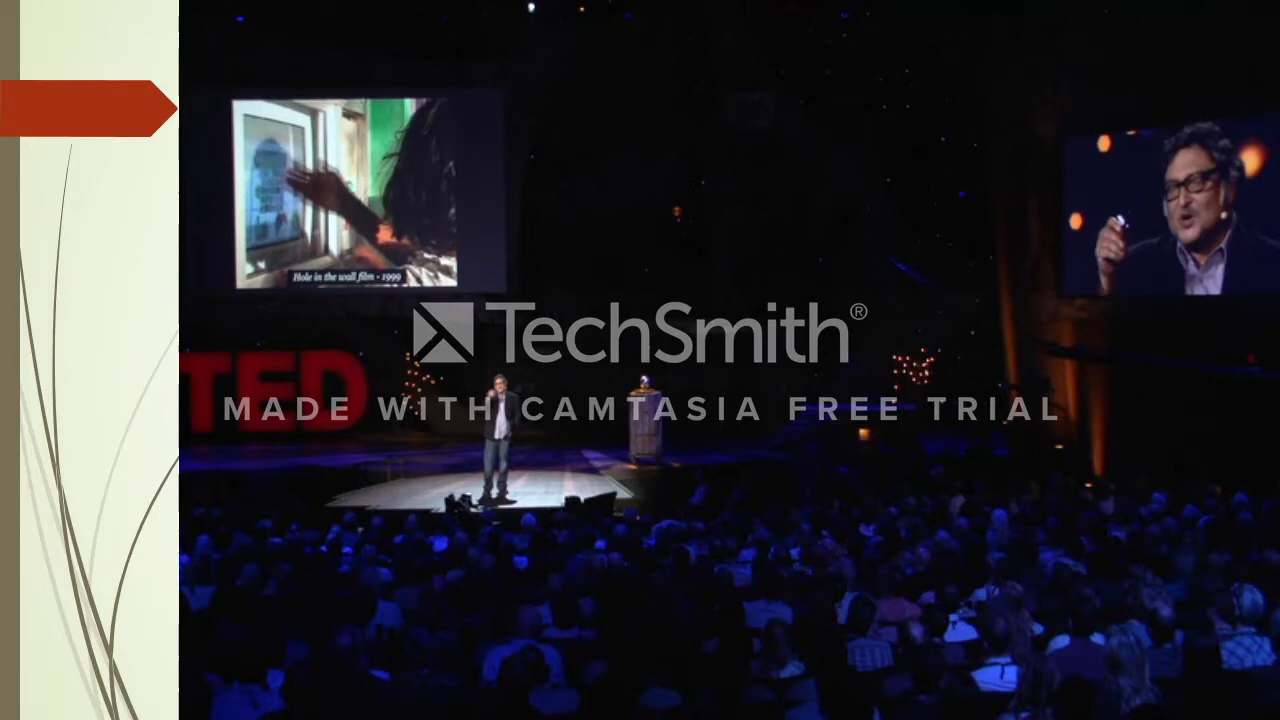 Hole in the wall film - 1999
TechSmith®
TED
MADE WITH CAMTASIA FREE TRIAL